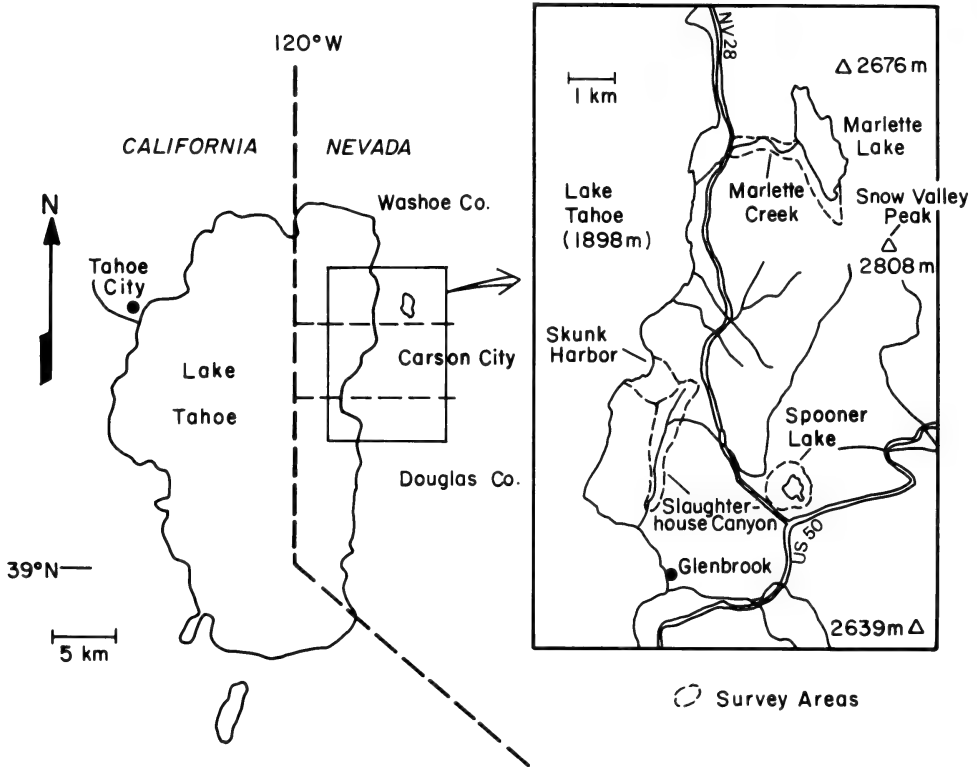 120° W
CALIFORNIA
NEVADA
N
Washoe Co.
Tahoe
City
Lake
Tahoe
Carson City
Douglas Co.
39°N
5 km
NV 28
2676 m
1 km
Marlette
Lake
Lake
Tahoe
(1898m)
Marlette
Creek
Snow Valley
Peak
2808 m
Skunk
Harbor
Spooner
Lake
Slaughter-
house Canyon
US 50
Glenbrook
2639m
Survey Areas